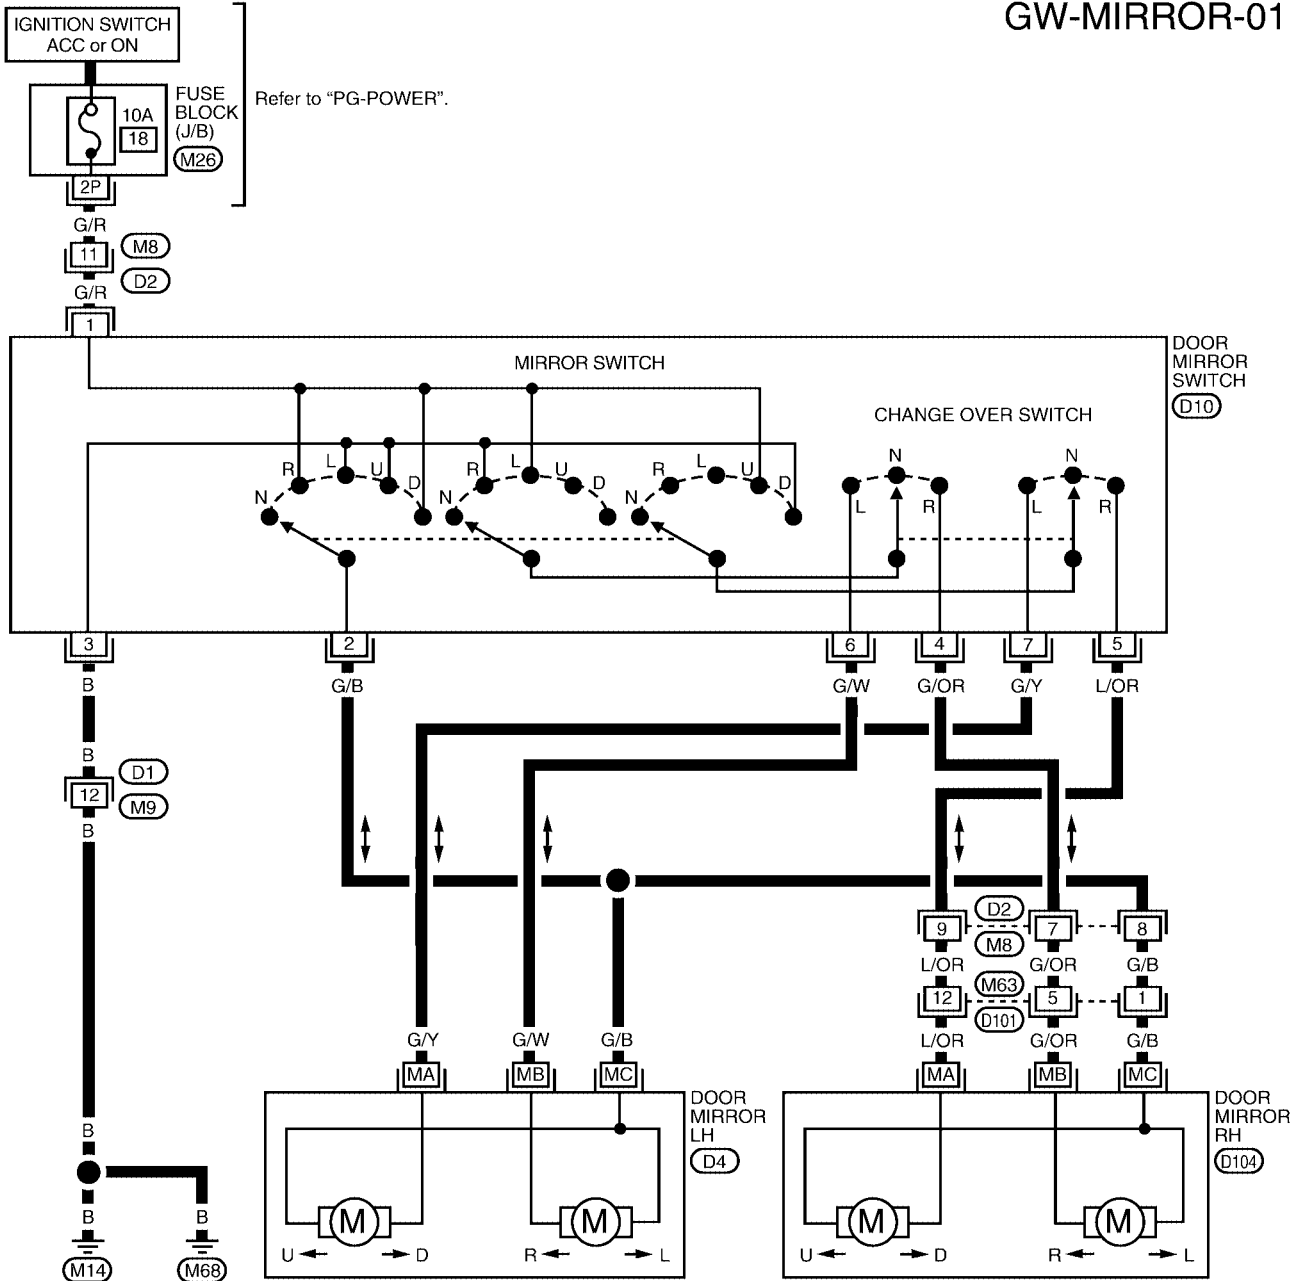 GW-MIRROR-01
IGNITION SWITCH
ACC or ON
10A
18
FUSE
BLOCK
(J/B)
M26
Refer to “PG-POWER”.
2P
G/R
11
M8
D2
G/R
1
MIRROR SWITCH
DOOR
MIRROR
SWITCH
D10
CHANGE OVER SWITCH
N R L U D
N R L U D
N R L U D
L N R
L N R
3 2 6 4 7 5
B G/B G/W G/OR G/Y L/OR
B
12
D1
M9
B
D2
9 7 8
M8
L/OR G/OR G/B
M63
12 5 1
D101
G/Y G/W G/B L/OR G/OR G/B
MA MB MC MA MB MC
DOOR
MIRROR
LH
D4
DOOR
MIRROR
RH
D104
B
M M M M
B B
U D R L U D R L
M14 M68